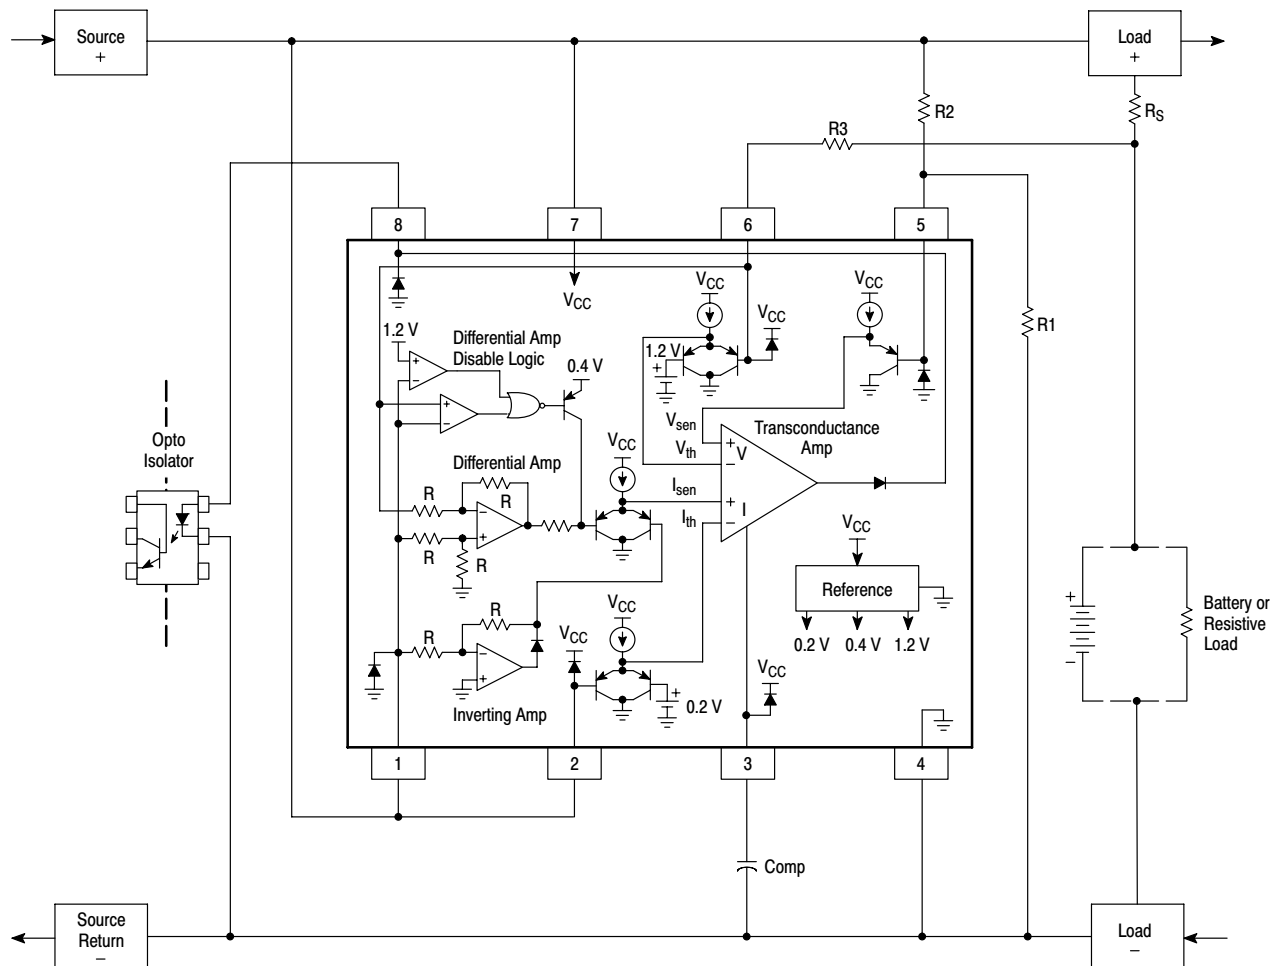 Source
+
Load
+
R2
RS
R3
8
7
6
5
VCC
VCC
VCC
VCC
1.2 V
Differential Amp
Disable Logic
0.4 V
1.2 V
+
R1
+
−
+
−
Opto
Isolator
Vsen
Vth
Isen
Ith
+
V
−
+
I
−
Transconductance
Amp
VCC
Differential Amp
R
R
−
+
R
R
VCC
Reference
0.2 V
0.4 V
1.2 V
+
−
Battery or
Resistive
Load
R
R
−
+
Inverting Amp
VCC
VCC
+
0.2 V
VCC
1
2
3
4
Comp
Source
Return
−
Load
−